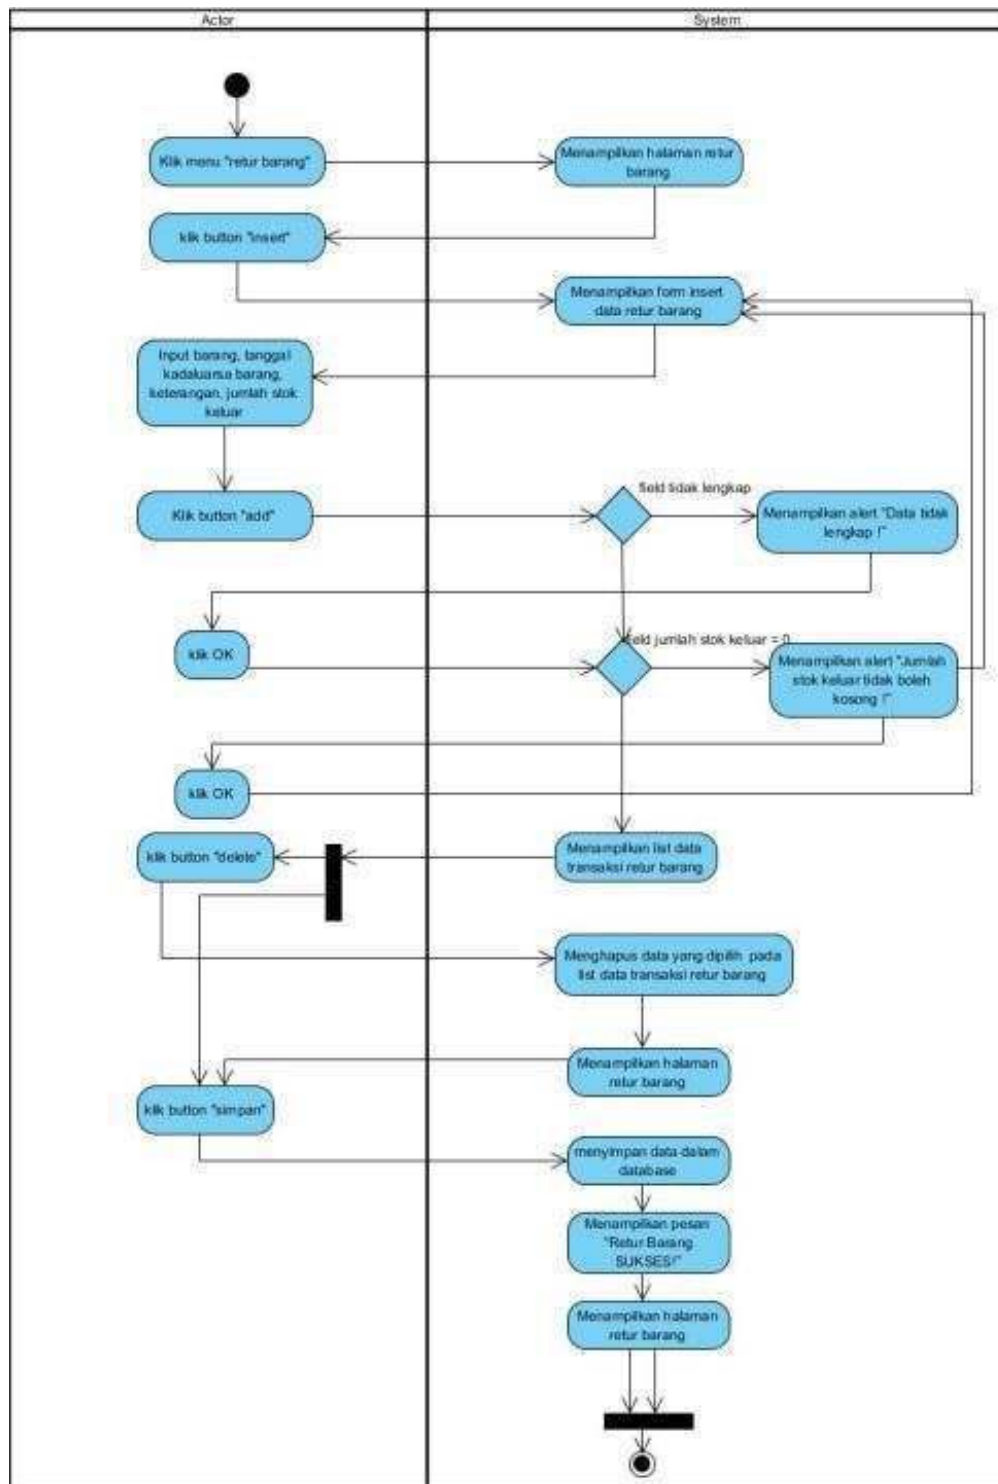 Actor
System
Klik menu "retur barang"
Menampilkan halaman retur
barang
klik button "insert"
Menampilkan form insert
data retur barang
Input barang, tanggal
kadaluarsa barang,
keterangan, jumlah stok
keluar
Klik button "add"
field tidak lengkap
Menampilkan alert "Data tidak
lengkap !"
klik OK
field jumlah stok keluar = 0
Menampilkan alert "Jumlah
stok keluar tidak boleh
kosong !"
klik OK
klik button "delete"
Menampilkan list data
transaksi retur barang
Menghapus data yang dipilih pada
list data transaksi retur barang
Menampilkan halaman
retur barang
klik button "simpan"
menyimpan data dalam
database
Menampilkan pesan
"Retur Barang
SUKSES!"
Menampilkan halaman
retur barang